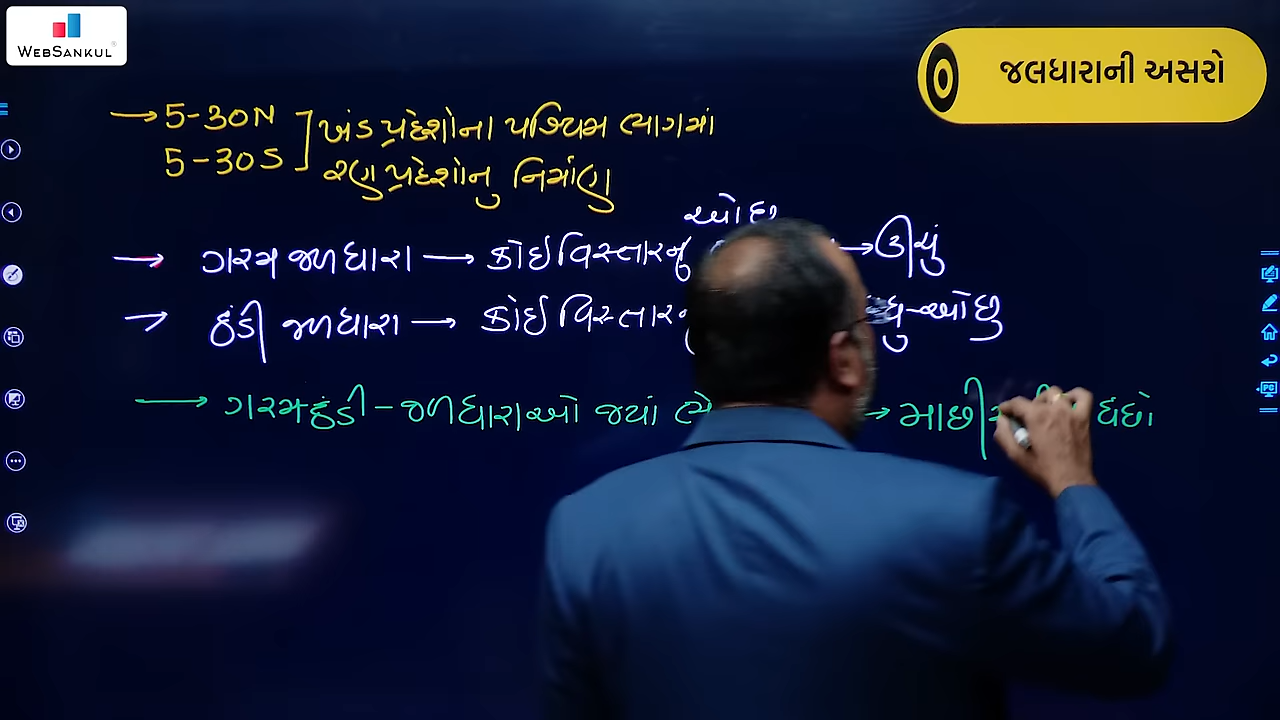 WEBSANKUL
જલધારાની અસરો
→ 5-30N ખંડપ્રદેશોના પશ્ચિમ ભાગમાં
5-30S રણપ્રદેશોનુ નિર્માણ
ઓછુ
→ ગરમ જળધારા → કોઇ વિસ્તારનુ → ઊંચું
→ ઠંડી જળધારા → કોઇ વિસ્તારનુ ઓછુ
→ ગરમઠંડી-જળધારાઓ જ્યાં → માછી